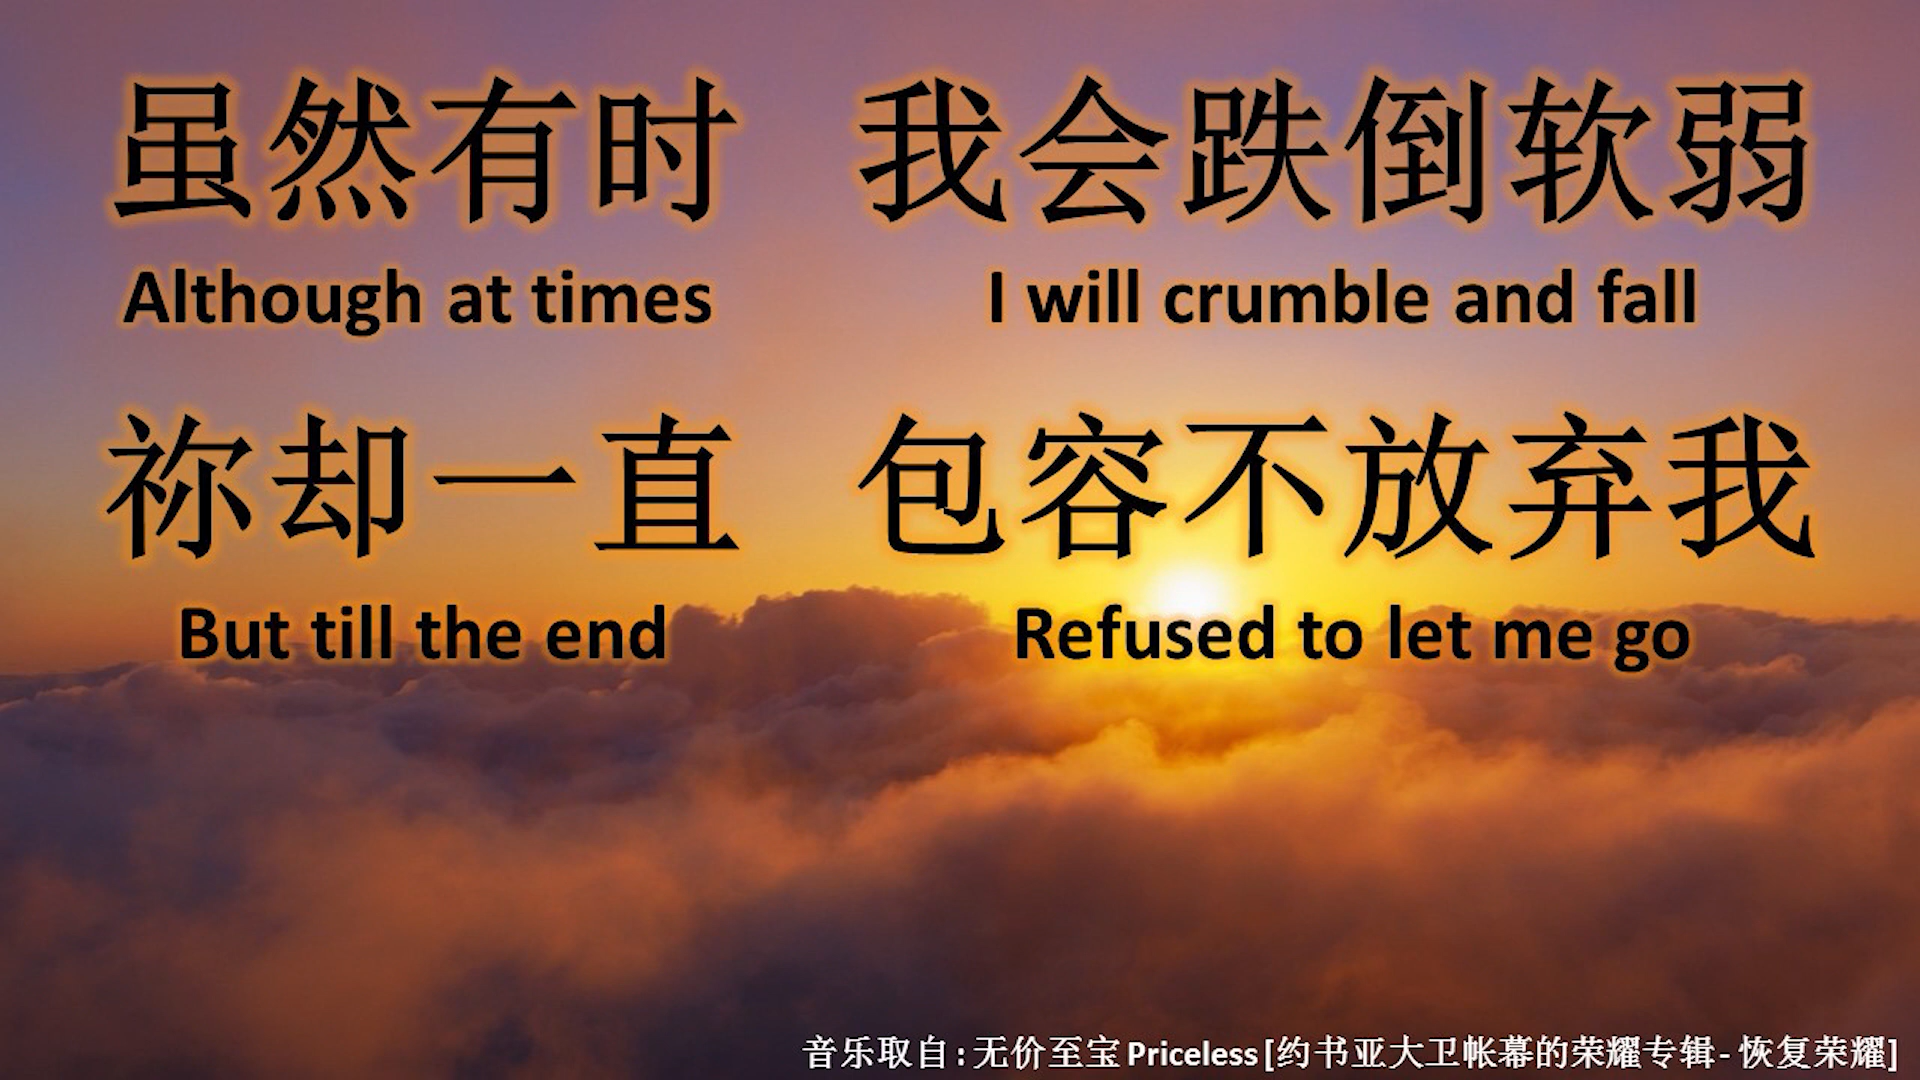 虽然有时 我会跌倒软弱
Although at times I will crumble and fall
祢却一直 包容不放弃我
But till the end Refused to let me go
音乐取自 : 无价至宝 Priceless [约书亚大卫帐幕的荣耀专辑 - 恢复荣耀]